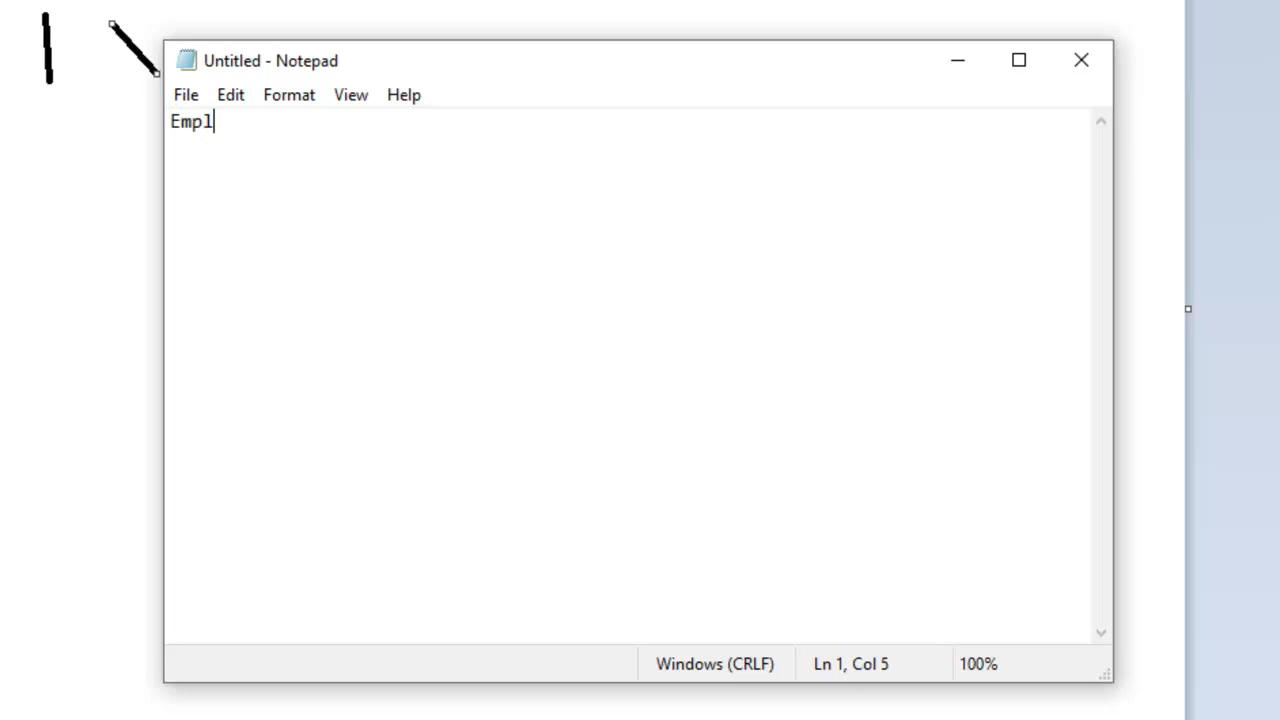 Untitled - Notepad
File Edit Format View Help
Empl
Windows (CRLF) Ln 1, Col 5 100%